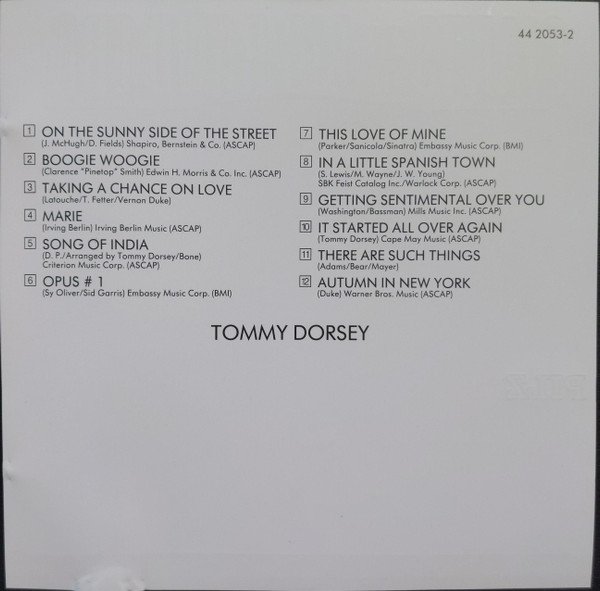 44 2053-2
1 ON THE SUNNY SIDE OF THE STREET
(J. McHugh/D. Fields) Shapiro, Bernstein & Co. (ASCAP)
2 BOOGIE WOOGIE
(Clarence "Pinetop" Smith) Edwin H. Morris & Co. Inc. (ASCAP)
3 TAKING A CHANCE ON LOVE
(Latouche/T. Fetter/Vernon Duke)
4 MARIE
(Irving Berlin) Irving Berlin Music (ASCAP)
5 SONG OF INDIA
(D. P./Arranged by Tommy Dorsey/Bone)
Criterion Music Corp. (ASCAP)
6 OPUS # 1
(Sy Oliver/Sid Garris) Embassy Music Corp. (BMI)
7 THIS LOVE OF MINE
(Parker/Sanicola/Sinatra) Embassy Music Corp. (BMI)
8 IN A LITTLE SPANISH TOWN
(S. Lewis/M. Wayne/J. W. Young)
SBK Feist Catalog Inc./Warlock Corp. (ASCAP)
9 GETTING SENTIMENTAL OVER YOU
(Washington/Bassman) Mills Music Inc. (ASCAP)
10 IT STARTED ALL OVER AGAIN
(Tommy Dorsey) Cape May Music (ASCAP)
11 THERE ARE SUCH THINGS
(Adams/Bear/Mayer)
12 AUTUMN IN NEW YORK
(Duke) Warner Bros. Music (ASCAP)
TOMMY DORSEY